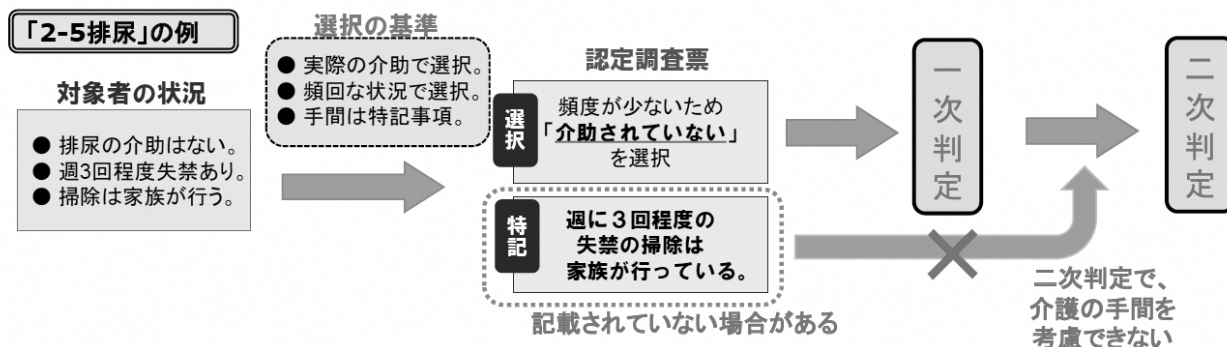 「2-5排尿」の例
対象者の状況
● 排尿の介助はない。
● 週3回程度失禁あり。
● 掃除は家族が行う。
選択の基準
● 実際の介助で選択。
● 頻回な状況で選択。
● 手間は特記事項。
認定調査票
選択
頻度が少ないため
「介助されていない」
を選択
特記
週に３回程度の
失禁の掃除は
家族が行っている。
記載されていない場合がある
一次判定
二次判定
二次判定で、
介護の手間を
考慮できない